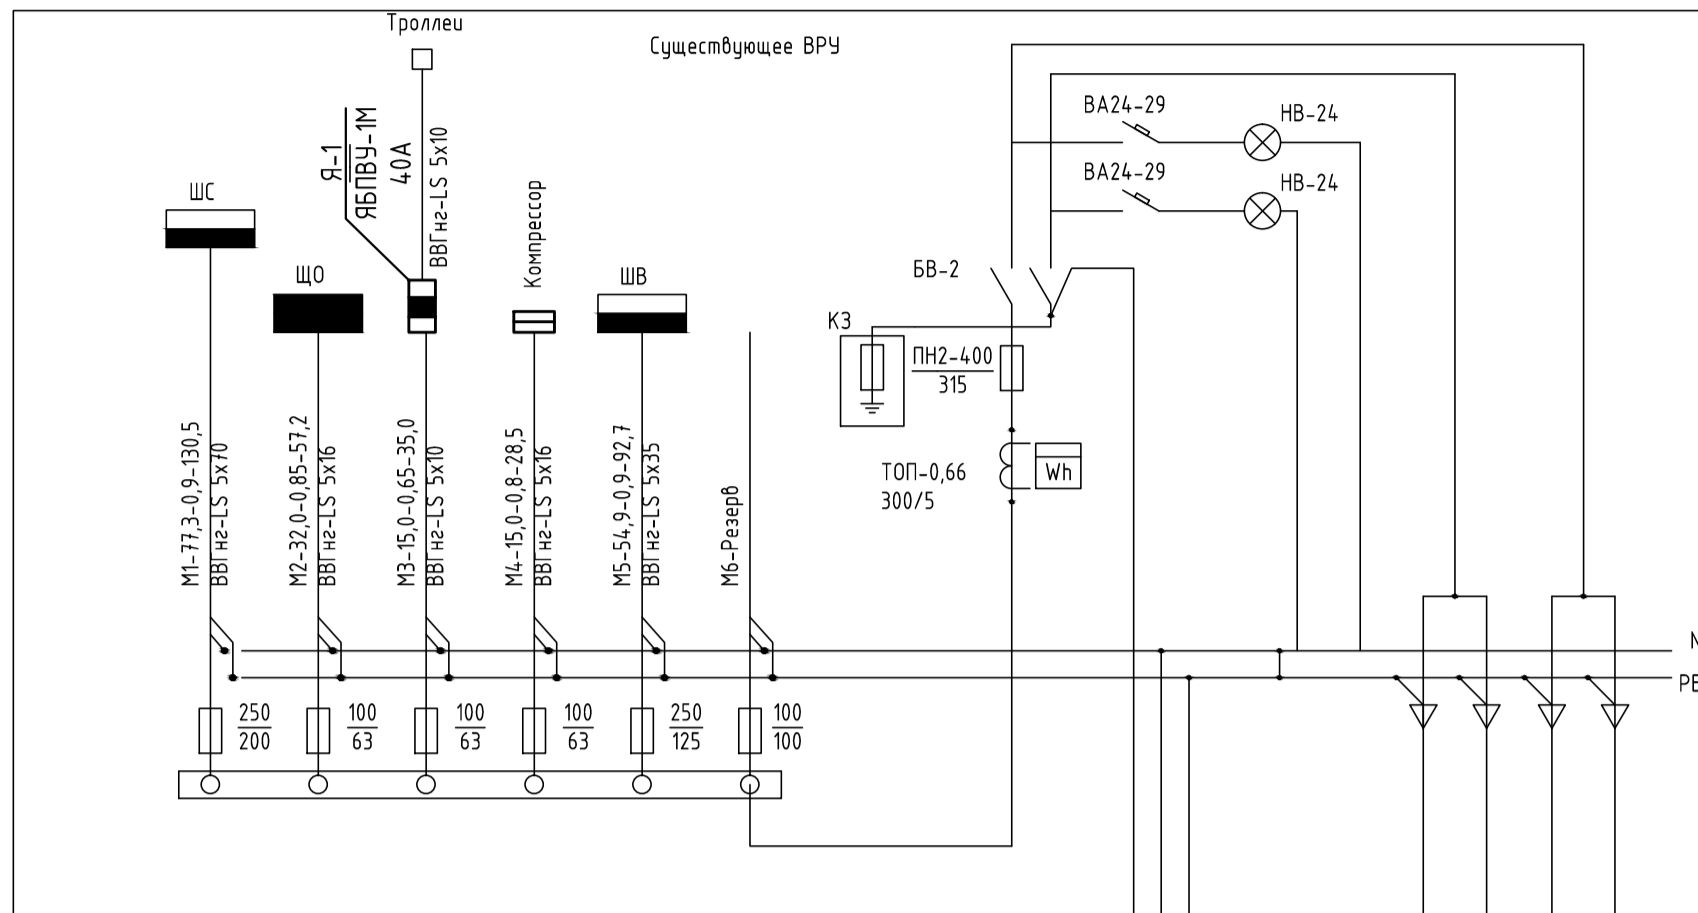 Троллеи
Существующее ВРУ
Я-1
ЯБПВУ-1М
40А
ВВГнг-LS 5х10
ВА24-29
НВ-24
ВА24-29
НВ-24
ШС
ЩО
Компрессор
ШВ
БВ-2
КЗ
ПН2-400
315
ТОП-0,66
300/5
Wh
М1-77,3-0,9-130,5
ВВГнг-LS 5х70
М2-32,0-0,85-57,2
ВВГнг-LS 5х16
М3-15,0-0,65-35,0
ВВГнг-LS 5х10
М4-15,0-0,8-28,5
ВВГнг-LS 5х16
М5-54,9-0,9-92,7
ВВГнг-LS 5х35
М6-Резерв
N
PE
250
200
100
63
100
63
100
63
250
125
100
100